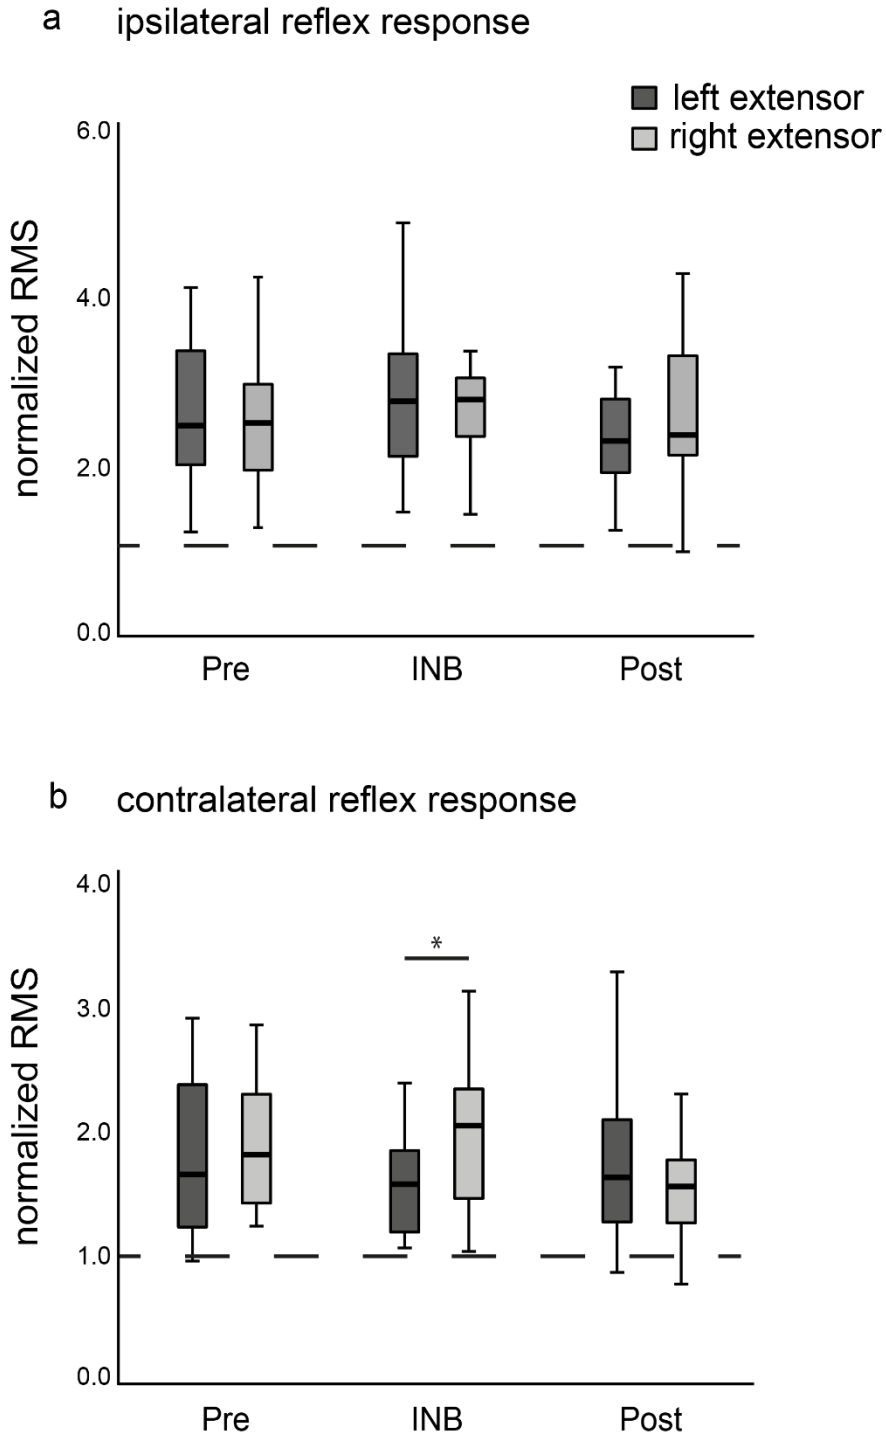 a ipsilateral reflex response
left extensor
right extensor
6.0
4.0
2.0
0.0
normalized RMS
Pre INB Post
b contralateral reflex response
4.0
3.0
2.0
1.0
0.0
normalized RMS
*
Pre INB Post